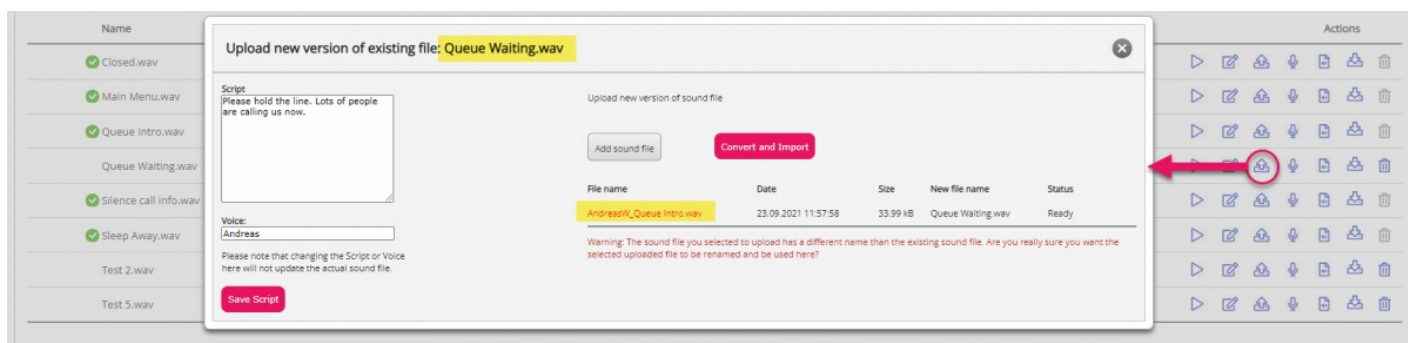 Name
Actions
Closed.wav
Main Menu.wav
Queue Intro.wav
Queue Waiting.wav
Silence call info.wav
Sleep Away.wav
Test 2.wav
Test 5.wav
Upload new version of existing file: Queue Waiting.wav
Script
Please hold the line. Lots of people
are calling us now.
Voice:
Andreas
Please note that changing the Script or Voice
here will not update the actual sound file.
Save Script
Upload new version of sound file
Add sound file
Convert and Import
File name Date Size New file name Status
AndreasW_Queue Intro.wav 23.09.2021 11:57:58 33.99 kB Queue Waiting.wav Ready
Warning: The sound file you selected to upload has a different name than the existing sound file. Are you really sure you want the
selected uploaded file to be renamed and be used here?